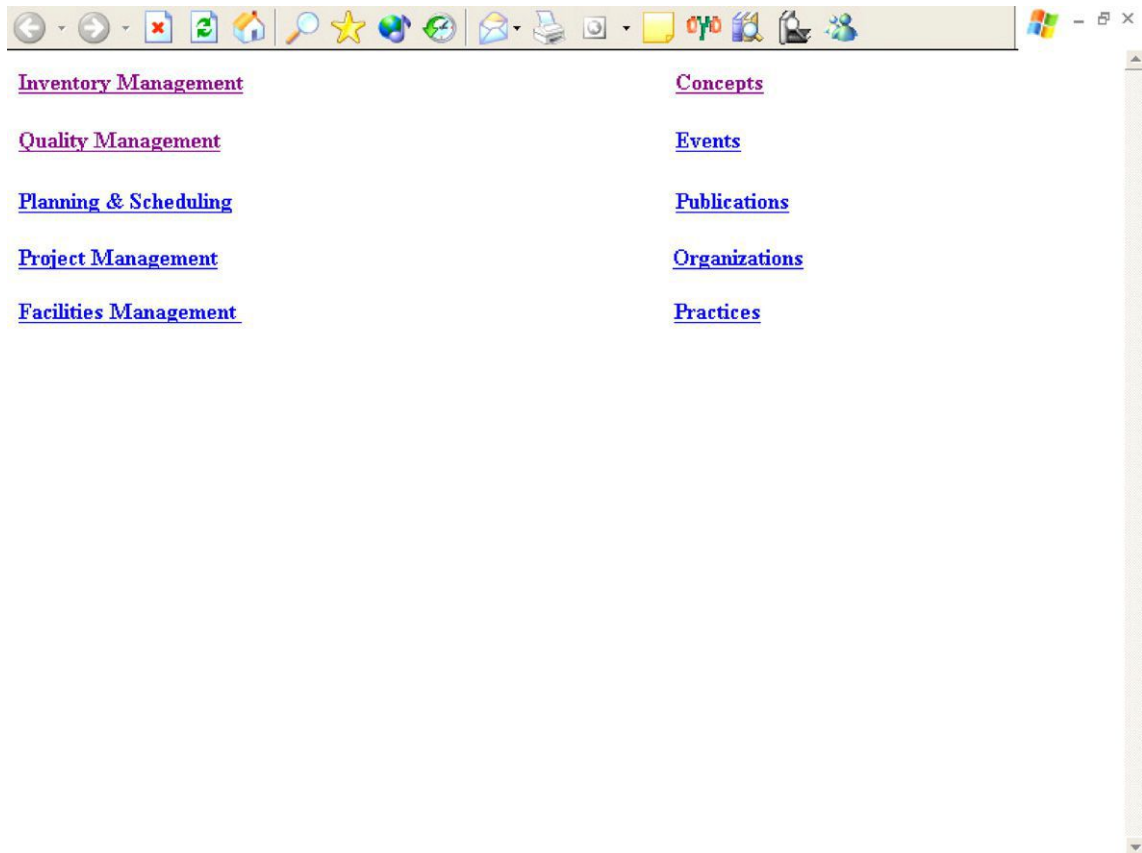 Inventory Management
Concepts
Quality Management
Events
Planning & Scheduling
Publications
Project Management
Organizations
Facilities Management
Practices